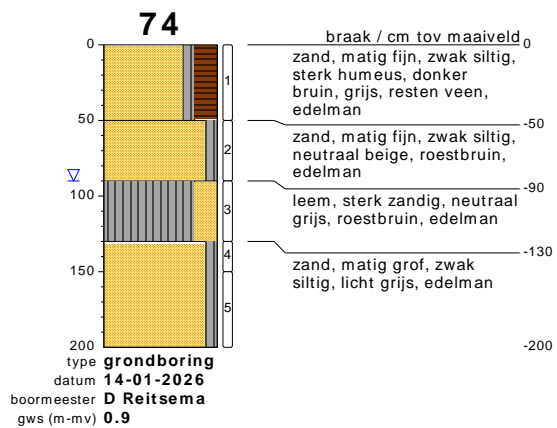 74
braak / cm tov maaiveld
0
0
zand, matig fijn, zwak siltig,
sterk humeus, donker
bruin, grijs, resten veen,
edelman
1
50
-50
zand, matig fijn, zwak siltig,
neutraal beige, roestbruin,
edelman
2
-90
100
leem, sterk zandig, neutraal
grijs, roestbruin, edelman
3
-130
4
zand, matig grof, zwak
siltig, licht grijs, edelman
150
5
200
-200
type grondboring
datum 14-01-2026
boormeester D Reitsema
gws (m-mv) 0.9